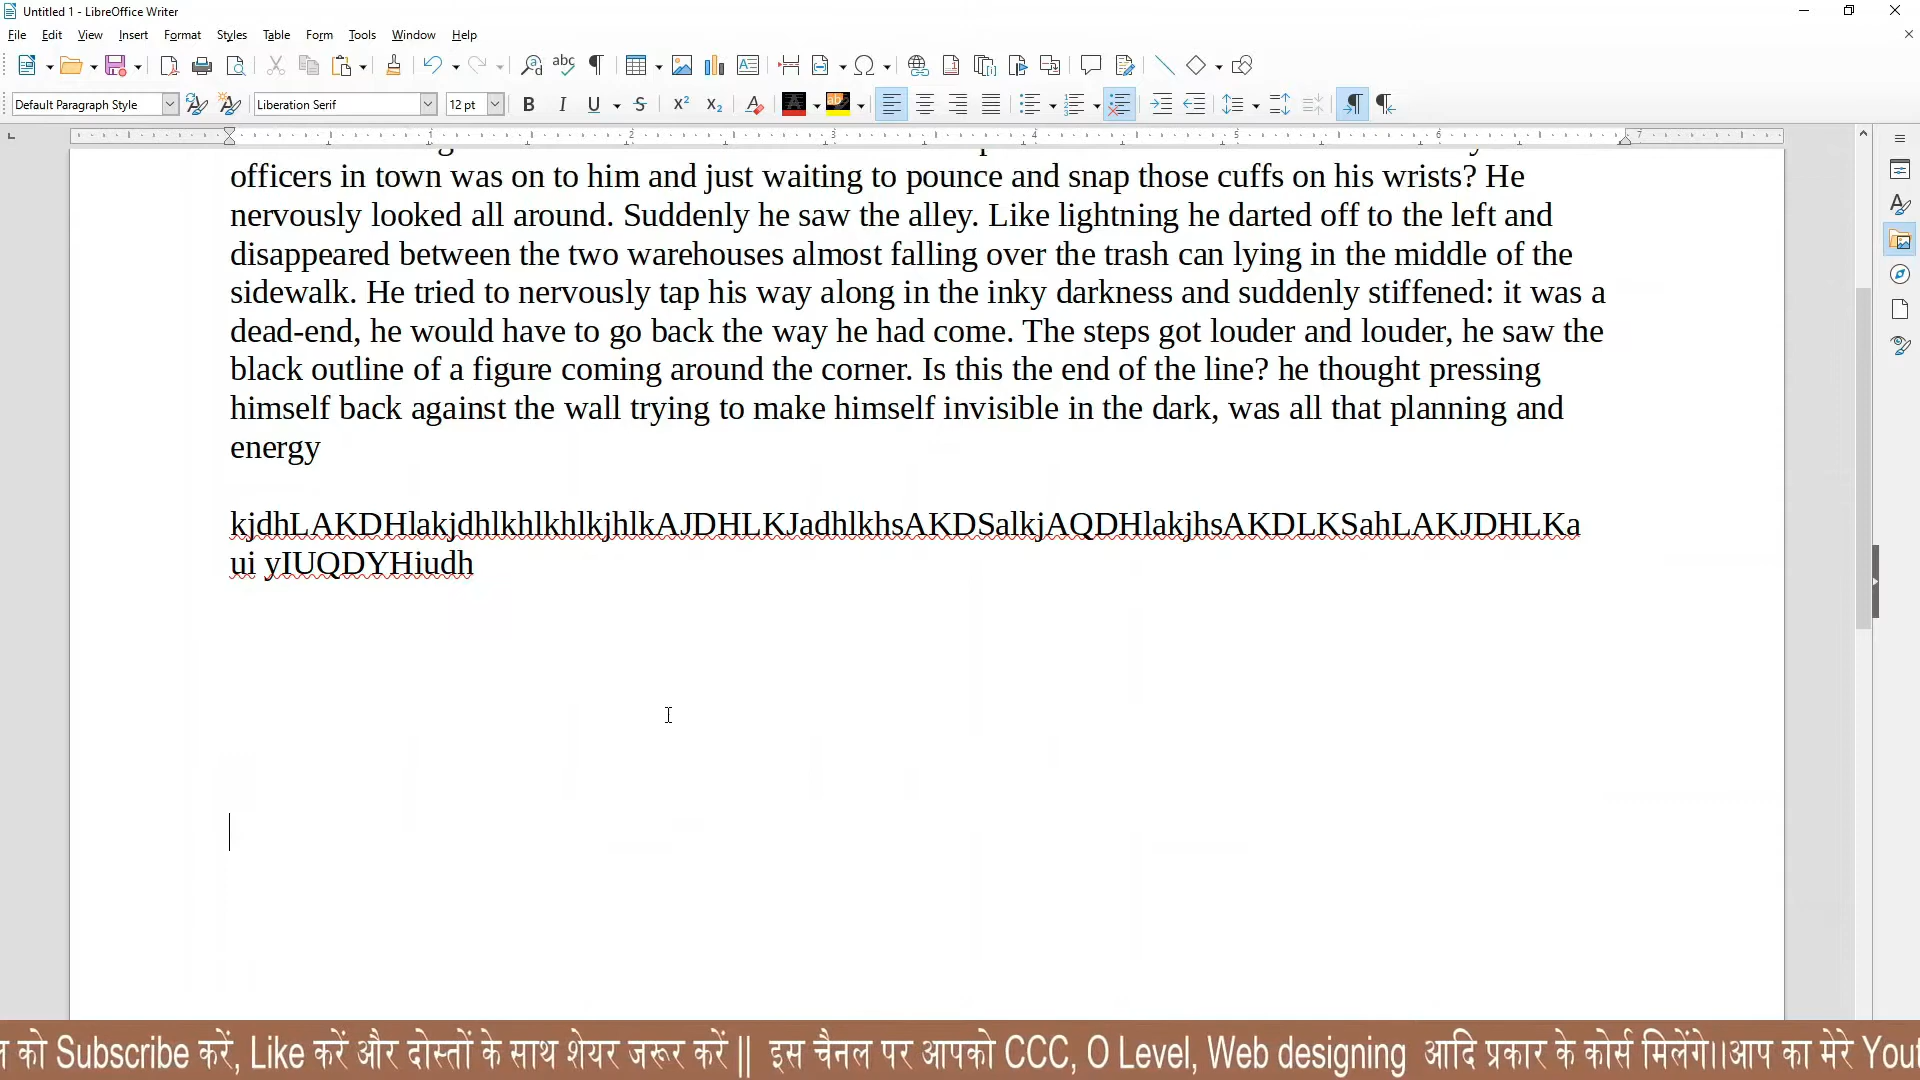 Untitled 1 - LibreOffice Writer
File Edit View Insert Format Styles Table Form Tools Window Help
Default Paragraph Style Liberation Serif 12 pt
1 2 3 4 5 6 7
officers in town was on to him and just waiting to pounce and snap those cuffs on his wrists? He
nervously looked all around. Suddenly he saw the alley. Like lightning he darted off to the left and
disappeared between the two warehouses almost falling over the trash can lying in the middle of the
sidewalk. He tried to nervously tap his way along in the inky darkness and suddenly stiffened: it was a
dead-end, he would have to go back the way he had come. The steps got louder and louder, he saw the
black outline of a figure coming around the corner. Is this the end of the line? he thought pressing
himself back against the wall trying to make himself invisible in the dark, was all that planning and
energy
kjdhLAKDHlakjdhlkhlkhlkjhlkAJDHLKJadhlkhsAKDSalkjAQDHlakjhsAKDLKSahLAKJDHLKa
ui yIUQDYHiudh
को Subscribe करें, Like करें और दोस्तों के साथ शेयर जरूर करें || इस चैनल पर आपको CCC, O Level, Web designing आदि प्रकार के कोर्स मिलेंगे।।आप का मेरे